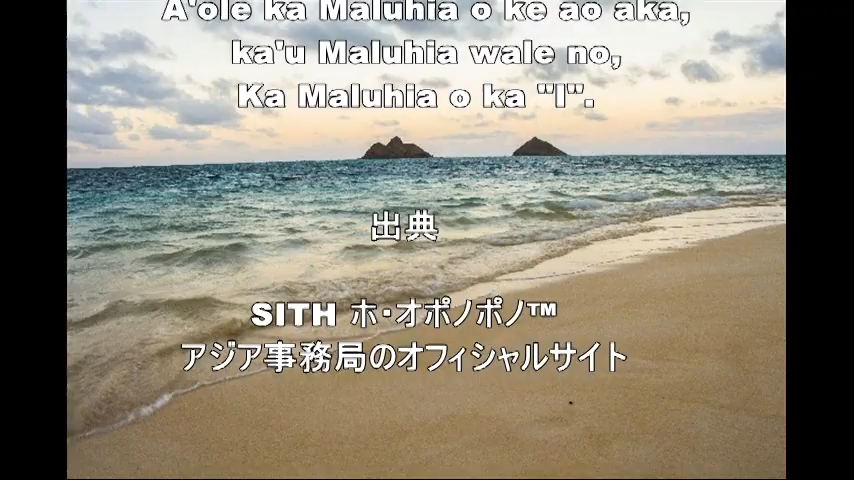 A'ole ka Maluhia o ke ao aka,
ka'u Maluhia wale no,
Ka Maluhia o ka "I".
出典
SITH ホ・オポノポノ™
アジア事務局のオフィシャルサイト